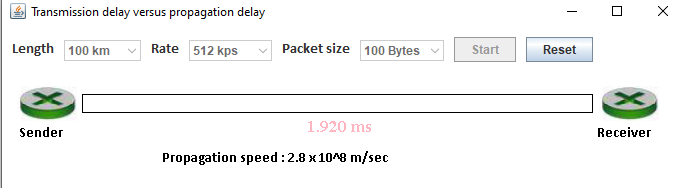 Transmission delay versus propagation delay
Length 100 km Rate 512 kps Packet size 100 Bytes Start Reset
1.920 ms
Sender Receiver
Propagation speed : 2.8 x 10^8 m/sec